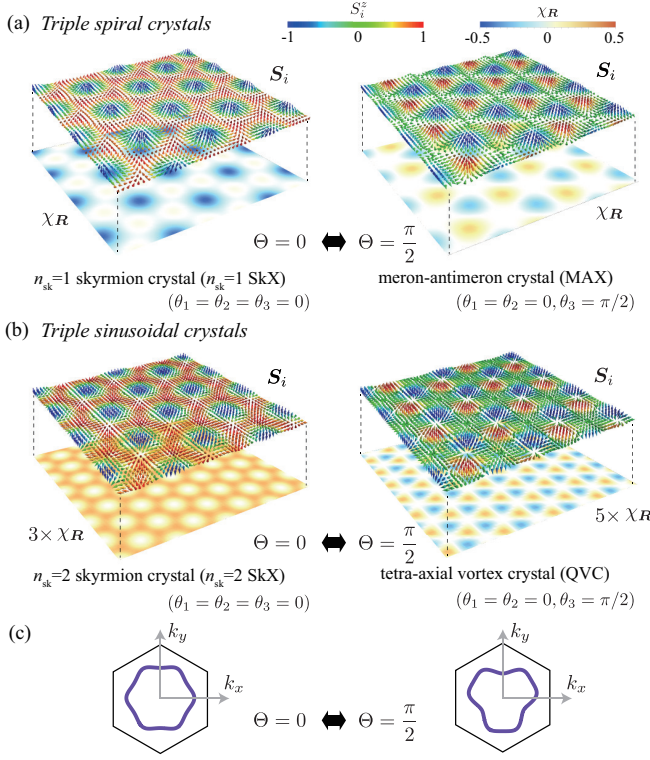 (a) Triple spiral crystals
S_i^z
-1 0 1
χ_R
-0.5 0 0.5
S_i
S_i
χ_R
χ_R
Θ = 0 ⬌ Θ = π/2
n_sk=1 skyrmion crystal (n_sk=1 SkX)
(θ_1 = θ_2 = θ_3 = 0)
meron-antimeron crystal (MAX)
(θ_1 = θ_2 = 0, θ_3 = π/2)
(b) Triple sinusoidal crystals
S_i
S_i
3× χ_R
5× χ_R
Θ = 0 ⬌ Θ = π/2
n_sk=2 skyrmion crystal (n_sk=2 SkX)
(θ_1 = θ_2 = θ_3 = 0)
tetra-axial vortex crystal (QVC)
(θ_1 = θ_2 = 0, θ_3 = π/2)
(c)
k_y
k_x
k_y
k_x
Θ = 0 ⬌ Θ = π/2